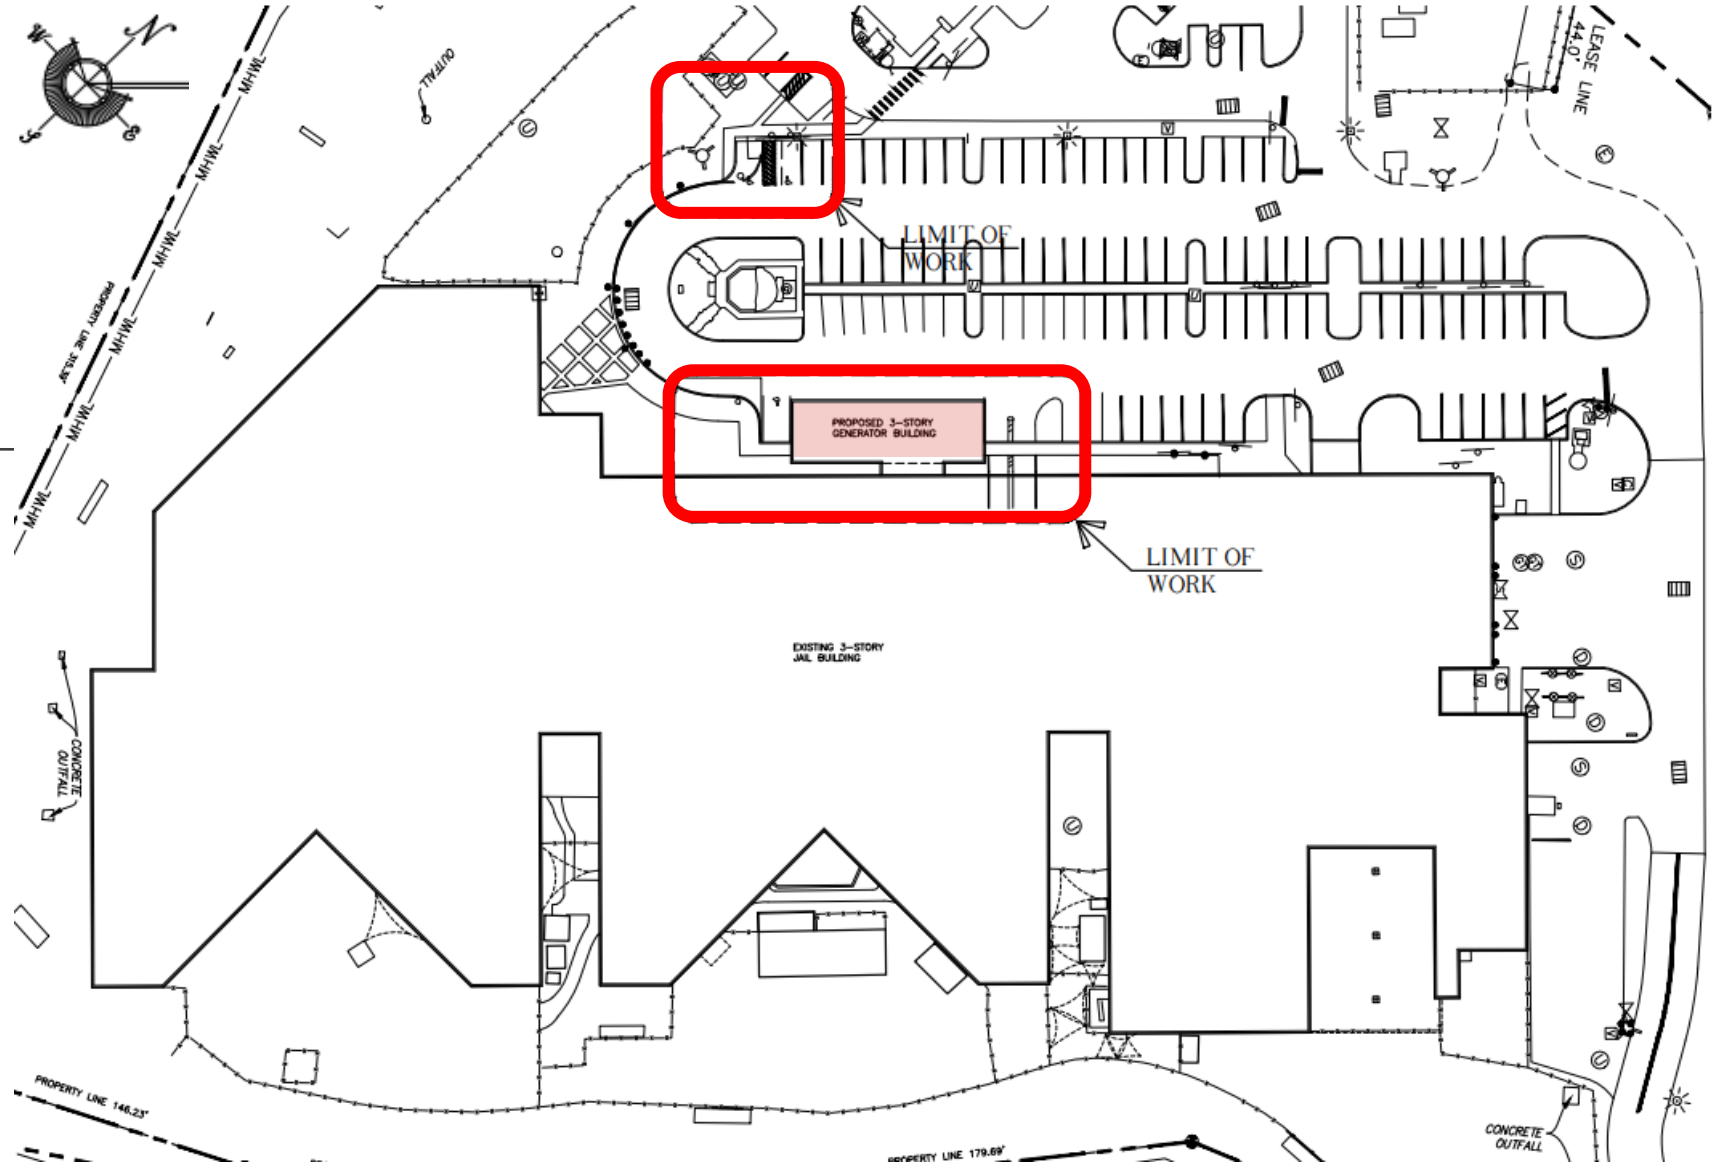 N
W
S
E
OUTFALL
MHWL
MHWL
MHWL
MHWL
MHWL
MHWL
PROPERTY LINE 315.39'
LEASE LINE
44.0'
LIMIT OF
WORK
PROPOSED 3-STORY
GENERATOR BUILDING
LIMIT OF
WORK
EXISTING 3-STORY
JAIL BUILDING
CONCRETE
OUTFALL
PROPERTY LINE 146.23'
PROPERTY LINE 179.69'
CONCRETE
OUTFALL